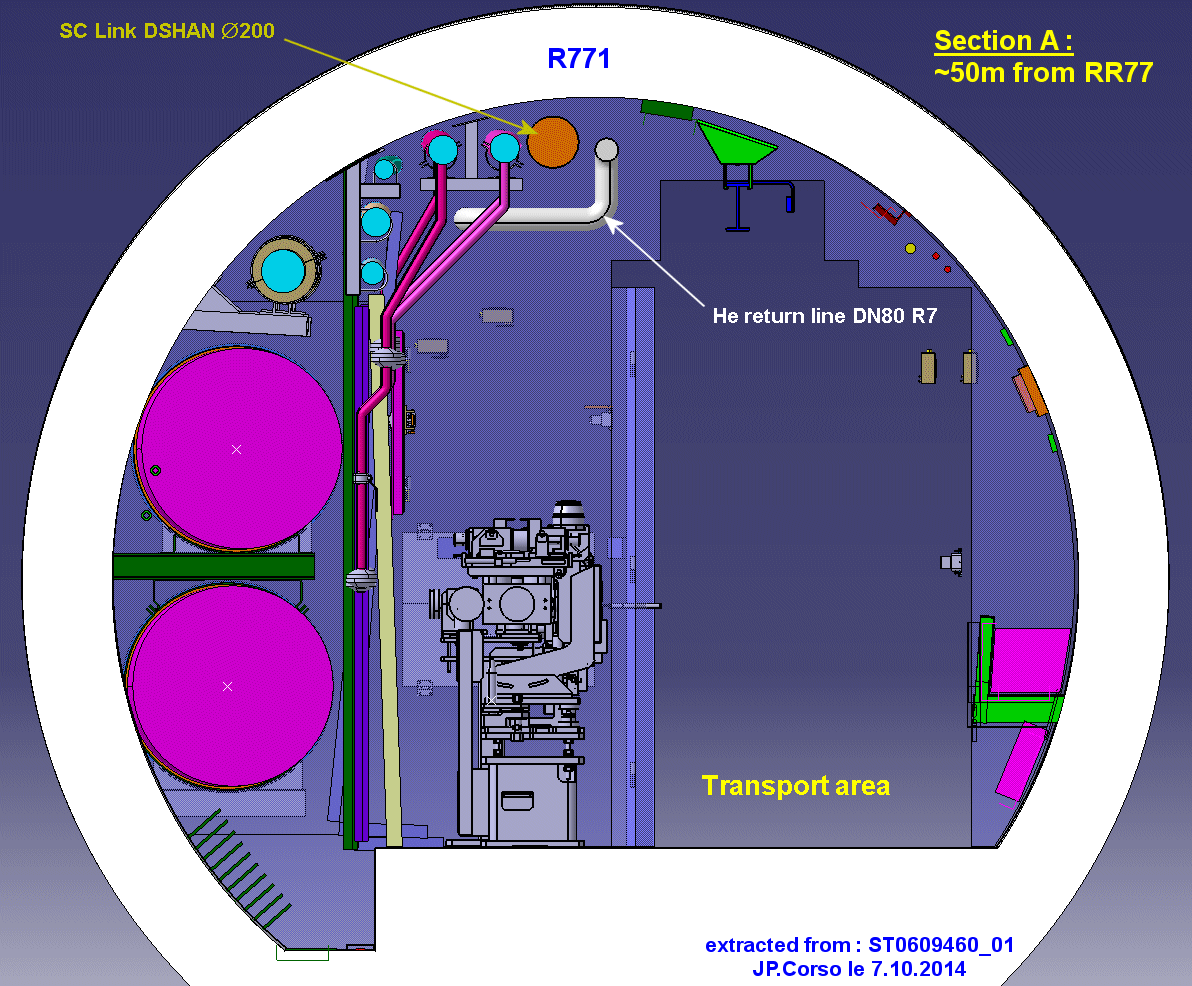 SC Link DSHAN Ø200
R771
Section A :
~50m from RR77
He return line DN80 R7
Transport area
extracted from : ST0609460_01
JP.Corso le 7.10.2014